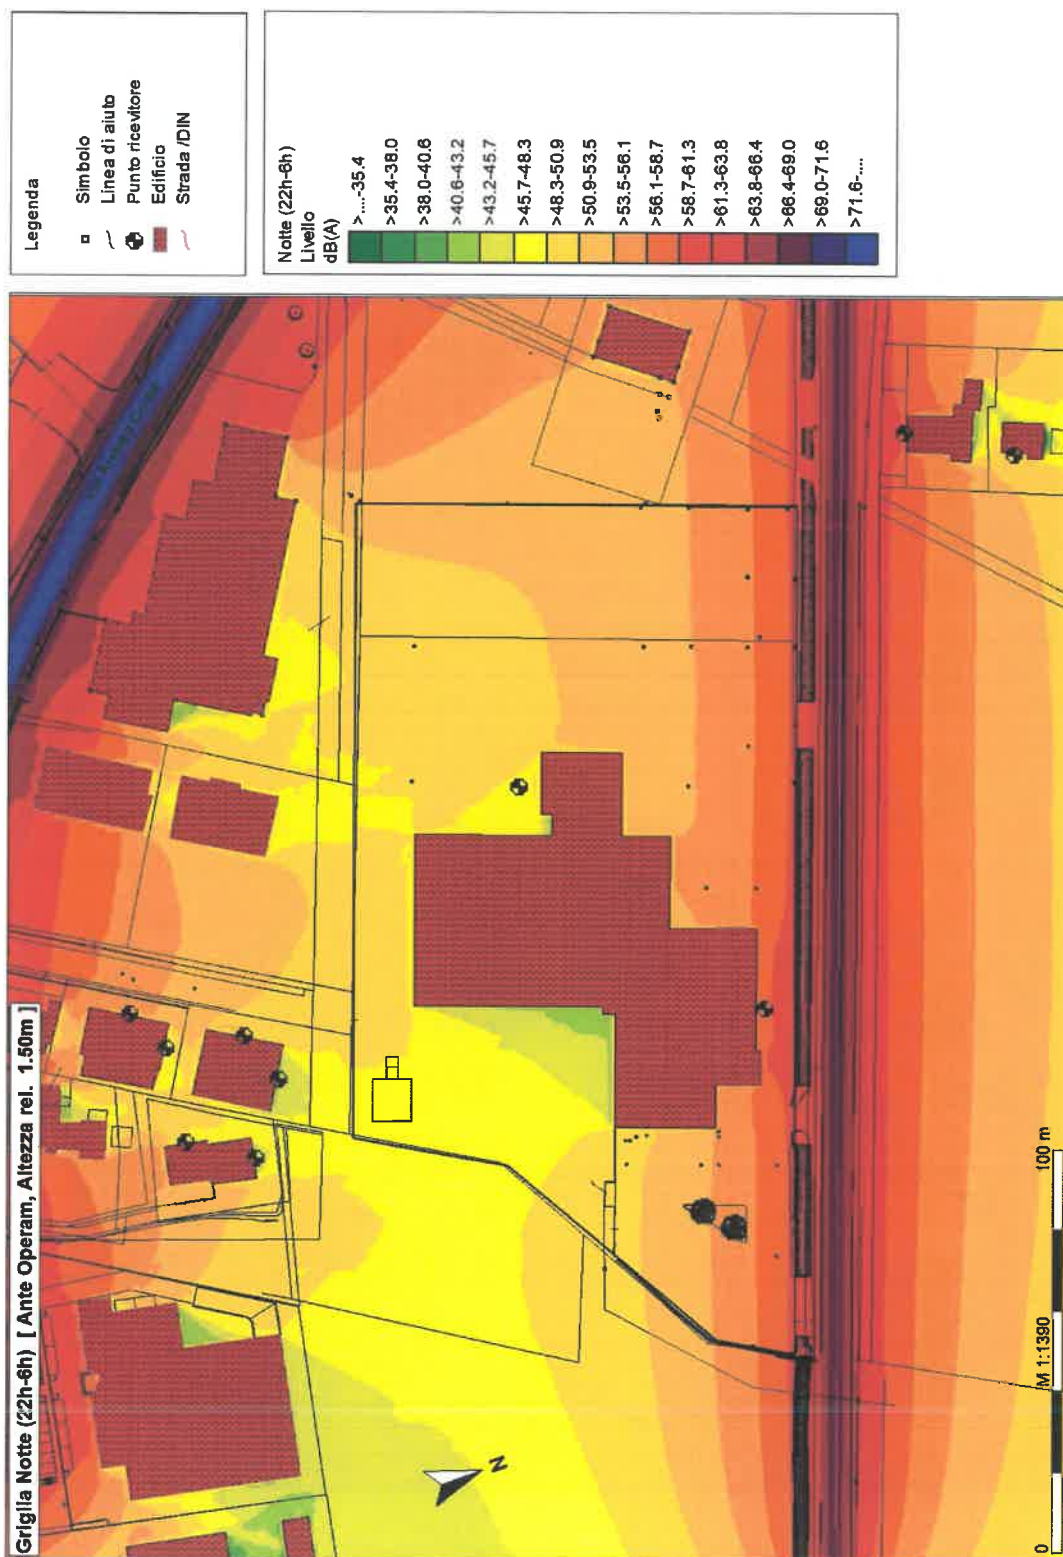 Griglia Notte (22h-6h) [ Ante Operam, Altezza rel. 1.50m ]
Legenda
Simbolo
Linea di aiuto
Punto ricevitore
Edificio
Strada /DIN
Notte (22h-6h)
Livello
dB(A)
>....-35.4
>35.4-38.0
>38.0-40.6
>40.6-43.2
>43.2-45.7
>45.7-48.3
>48.3-50.9
>50.9-53.5
>53.5-56.1
>56.1-58.7
>58.7-61.3
>61.3-63.8
>63.8-66.4
>66.4-69.0
>69.0-71.6
>71.6-....
N
0
M 1:1390
100 m